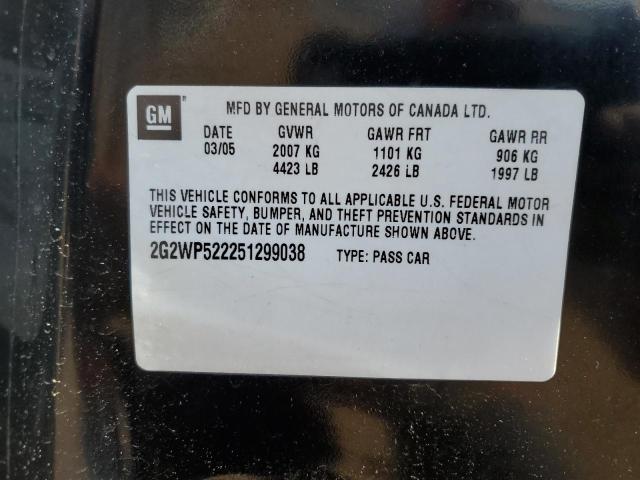 GM® MFD BY GENERAL MOTORS OF CANADA LTD.
DATE GVWR GAWR FRT GAWR RR
03/05 2007 KG 1101 KG 906 KG
4423 LB 2426 LB 1997 LB
THIS VEHICLE CONFORMS TO ALL APPLICABLE U.S. FEDERAL MOTOR
VEHICLE SAFETY, BUMPER, AND THEFT PREVENTION STANDARDS IN
EFFECT ON THE DATE OF MANUFACTURE SHOWN ABOVE.
2G2WP522251299038 TYPE: PASS CAR